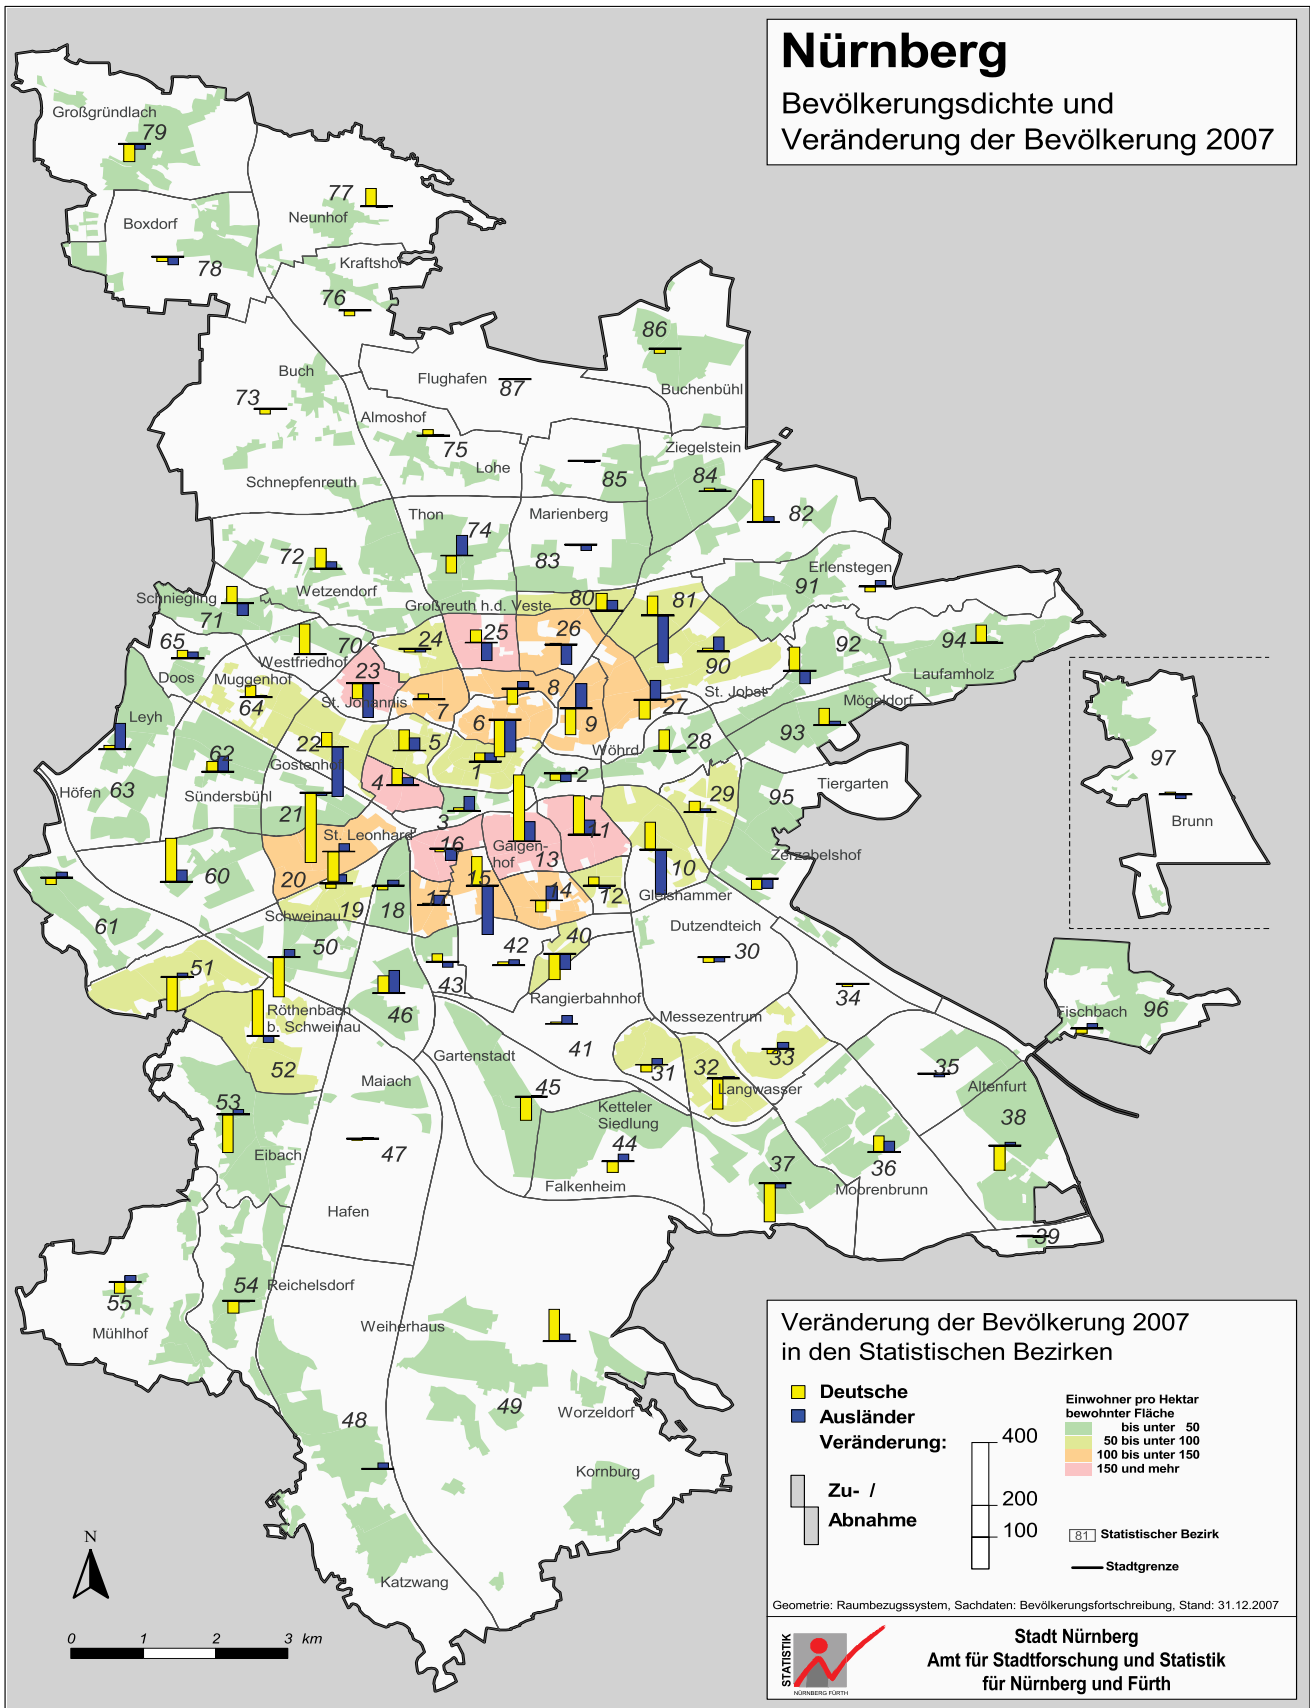 Nürnberg
Bevölkerungsdichte und
Veränderung der Bevölkerung 2007
Großgründlach
79
77
Neunhof
Boxdorf
78
Kraftshof
76
86
Buchenbühl
Buch
73
Flughafen
87
Almoshof
75
Lohe
Ziegelstein
84
85
Schnepfenreuth
Thon
74
Marienberg
83
82
72
Wetzendorf
Erlenstegen
91
Schniegling
71
Großreuth h.d. Veste
80
81
65
Doos
70
Westfriedhof
24
25
26
92
94
Laufamholz
90
Muggenhof
64
23
St. Johannis
7
8
St. Jobst
27
Mögeldorf
Leyh
6
9
93
22
5
Wöhrd
28
62
Gostenhof
1
2
97
Höfen
63
Sündersbühl
4
29
95
Tiergarten
21
3
Brunn
St. Leonhard
16
Galgen-
hof
13
11
Zerzabelshof
60
20
15
14
10
12
Gleishammer
17
61
Schweinau
19
18
Dutzendteich
50
42
40
30
51
43
Rangierbahnhof
34
Röthenbach
b. Schweinau
46
Messezentrum
Fischbach
96
52
Gartenstadt
41
31
32
33
Langwasser
35
Altenfurt
Maiach
45
Ketteler
Siedlung
38
53
Eibach
47
44
37
36
Falkenheim
Moorenbrunn
Hafen
39
54
Reichelsdorf
55
Mühlhof
Weiherhaus
49
Worzeldorf
48
Kornburg
Katzwang
Veränderung der Bevölkerung 2007
in den Statistischen Bezirken
Deutsche
Ausländer
Veränderung:
Zu- /
Abnahme
400
200
100
Einwohner pro Hektar
bewohnter Fläche
bis unter 50
50 bis unter 100
100 bis unter 150
150 und mehr
81 Statistischer Bezirk
Stadtgrenze
Geometrie: Raumbezugssystem, Sachdaten: Bevölkerungsfortschreibung, Stand: 31.12.2007
N
0 1 2 3 km
STATISTIK
NÜRNBERG FÜRTH
Stadt Nürnberg
Amt für Stadtforschung und Statistik
für Nürnberg und Fürth